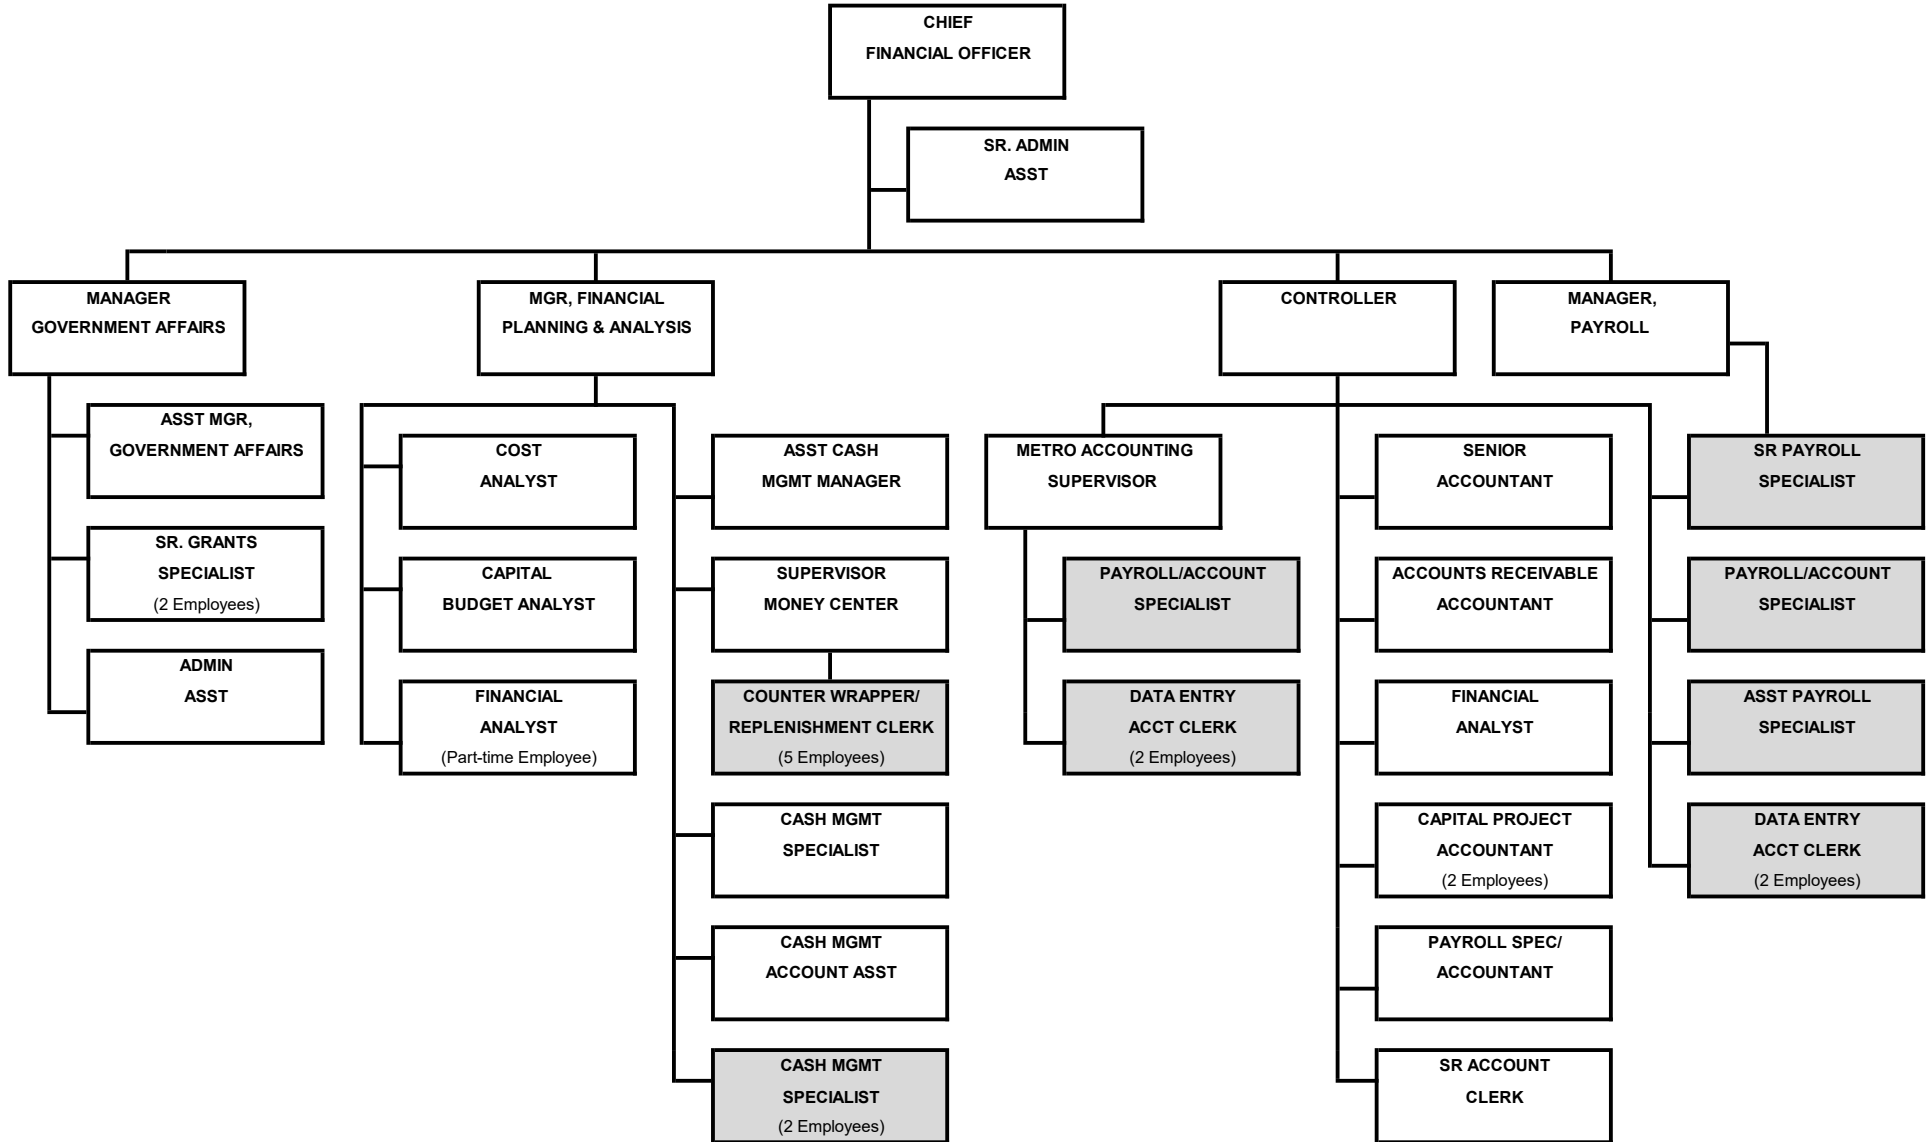 CHIEF
FINANCIAL OFFICER
SR. ADMIN
ASST
MANAGER
GOVERNMENT AFFAIRS
MGR, FINANCIAL
PLANNING & ANALYSIS
CONTROLLER
MANAGER,
PAYROLL
ASST MGR,
GOVERNMENT AFFAIRS
SR. GRANTS
SPECIALIST
(2 Employees)
ADMIN
ASST
COST
ANALYST
CAPITAL
BUDGET ANALYST
FINANCIAL
ANALYST
(Part-time Employee)
ASST CASH
MGMT MANAGER
SUPERVISOR
MONEY CENTER
COUNTER WRAPPER/
REPLENISHMENT CLERK
(5 Employees)
CASH MGMT
SPECIALIST
CASH MGMT
ACCOUNT ASST
CASH MGMT
SPECIALIST
(2 Employees)
METRO ACCOUNTING
SUPERVISOR
PAYROLL/ACCOUNT
SPECIALIST
DATA ENTRY
ACCT CLERK
(2 Employees)
SENIOR
ACCOUNTANT
ACCOUNTS RECEIVABLE
ACCOUNTANT
FINANCIAL
ANALYST
CAPITAL PROJECT
ACCOUNTANT
(2 Employees)
PAYROLL SPEC/
ACCOUNTANT
SR ACCOUNT
CLERK
SR PAYROLL
SPECIALIST
PAYROLL/ACCOUNT
SPECIALIST
ASST PAYROLL
SPECIALIST
DATA ENTRY
ACCT CLERK
(2 Employees)